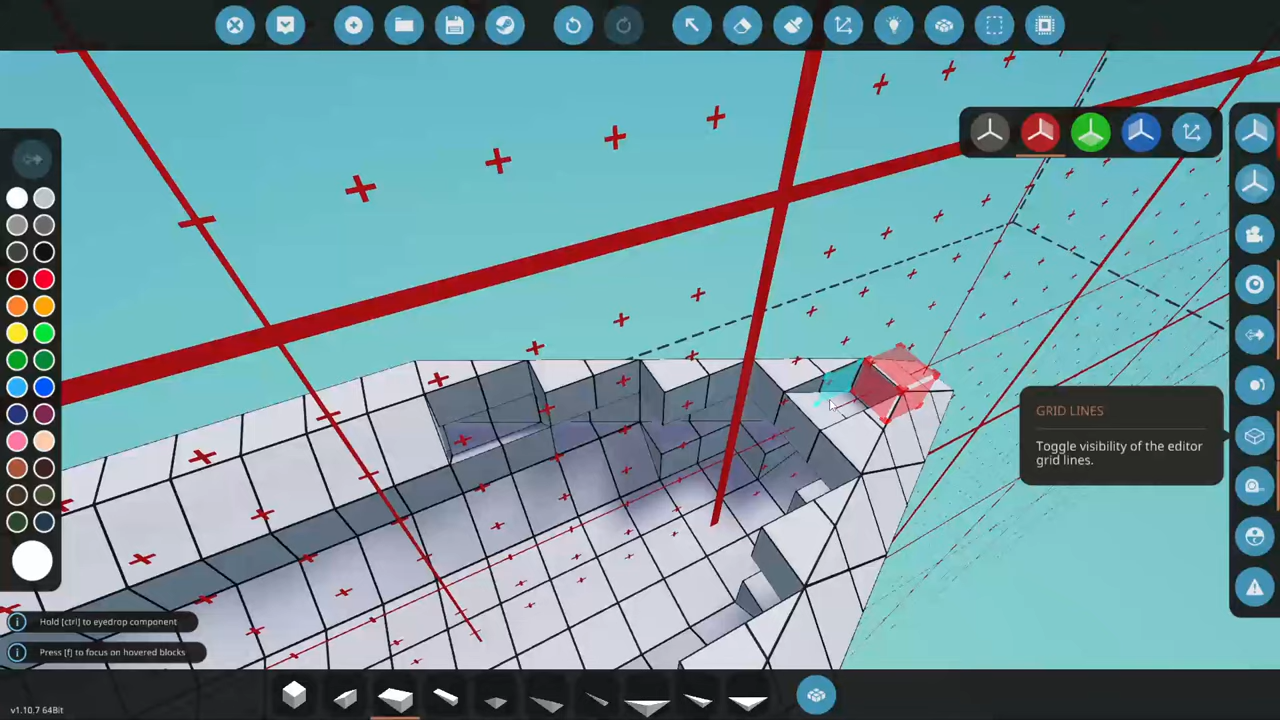 GRID LINES
Toggle visibility of the editor
grid lines.
Hold [ctrl] to eyedrop component
Press [f] to focus on hovered blocks
v1.10.7 64Bit